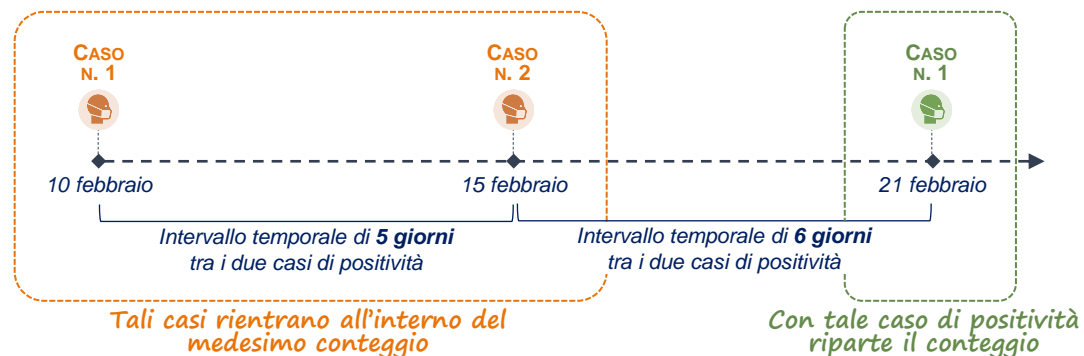 CASO
N. 1
CASO
N. 2
CASO
N. 1
10 febbraio
15 febbraio
21 febbraio
Intervallo temporale di 5 giorni
tra i due casi di positività
Intervallo temporale di 6 giorni
tra i due casi di positività
Tali casi rientrano all'interno del
medesimo conteggio
Con tale caso di positività
riparte il conteggio